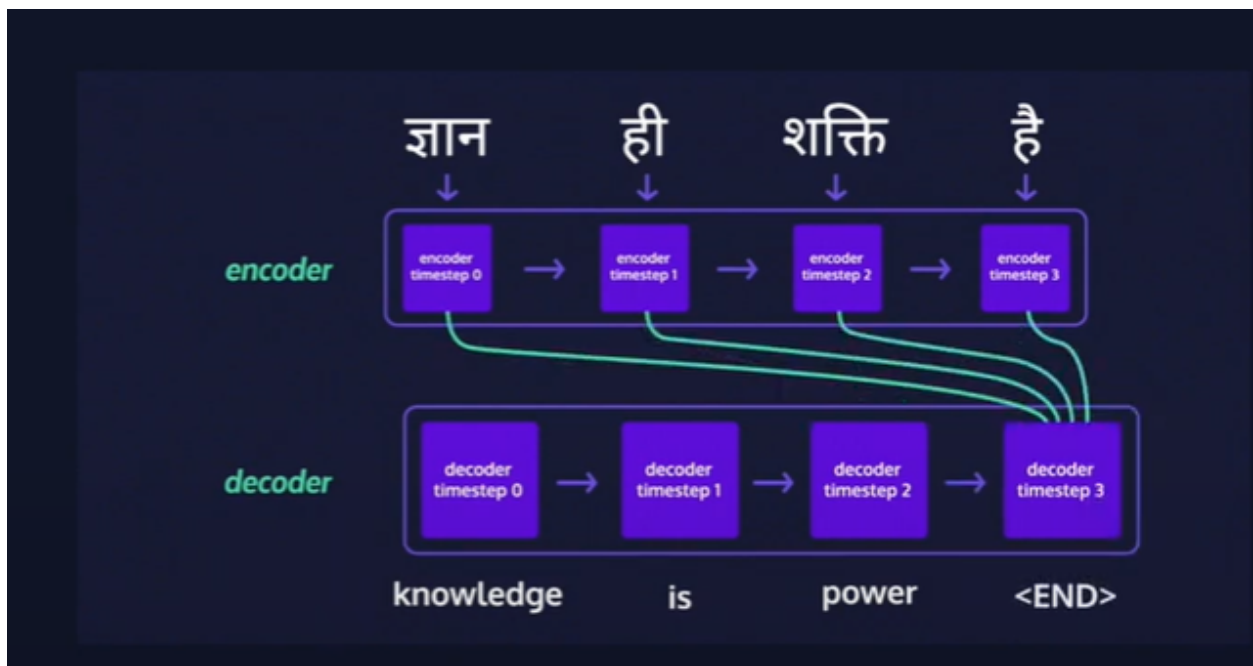 ज्ञान ही शक्ति है
encoder
encoder timestep 0
encoder timestep 1
encoder timestep 2
encoder timestep 3
decoder
decoder timestep 0
decoder timestep 1
decoder timestep 2
decoder timestep 3
knowledge is power <END>